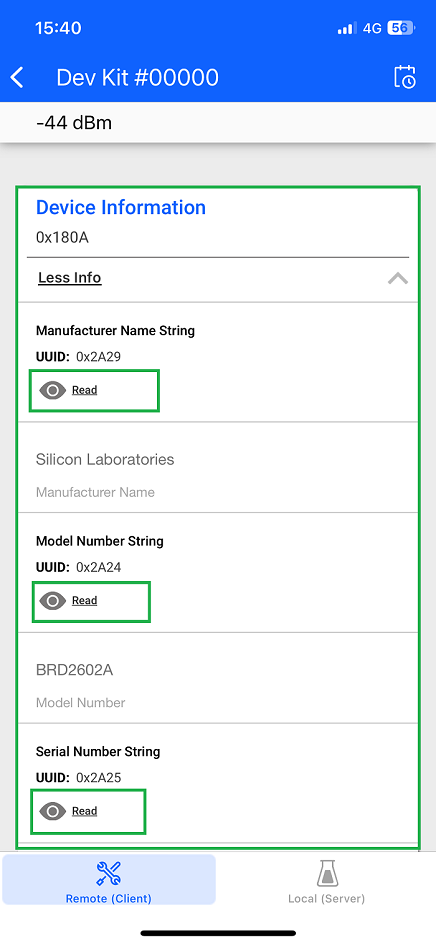 15:40
4G 56
Dev Kit #00000
-44 dBm
Device Information
0x180A
Less Info
Manufacturer Name String
UUID: 0x2A29
Read
Silicon Laboratories
Manufacturer Name
Model Number String
UUID: 0x2A24
Read
BRD2602A
Model Number
Serial Number String
UUID: 0x2A25
Read
Remote (Client)
Local (Server)